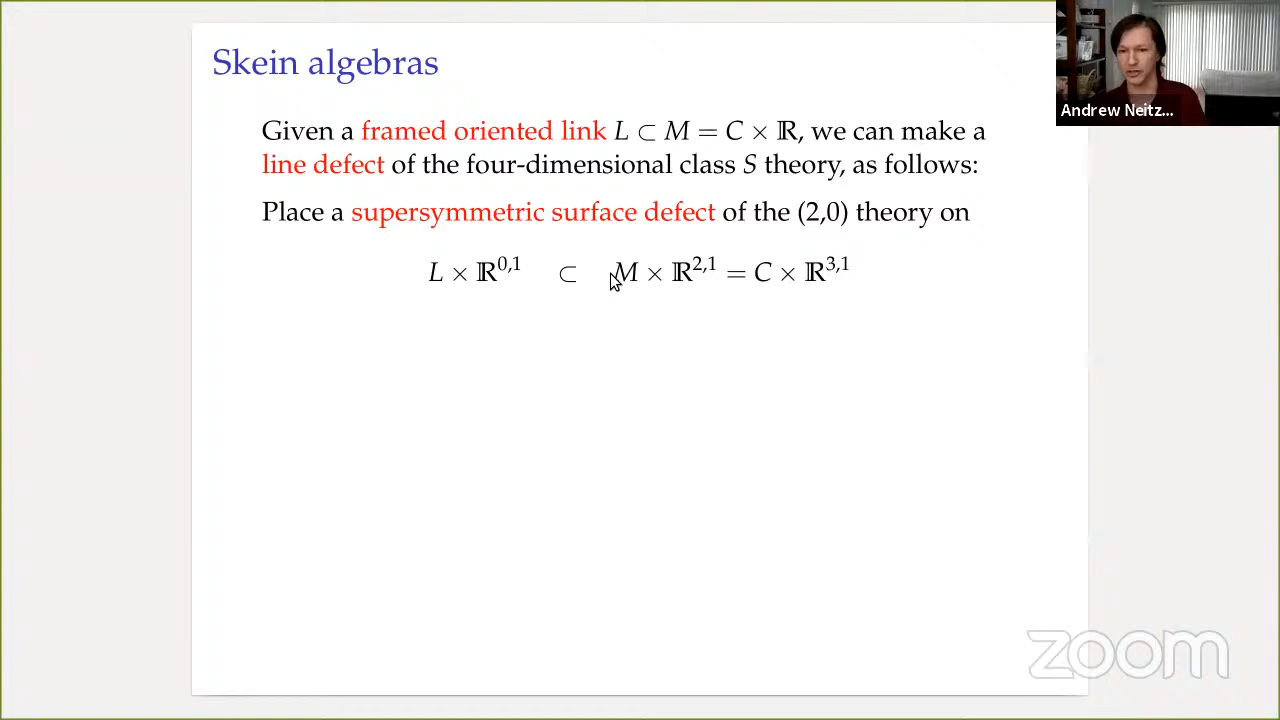 Skein algebras
Given a framed oriented link L ⊂ M = C × ℝ, we can make a
line defect of the four-dimensional class S theory, as follows:
Place a supersymmetric surface defect of the (2,0) theory on
L × ℝ^{0,1} ⊂ M × ℝ^{2,1} = C × ℝ^{3,1}
Andrew Neitz...
zoom